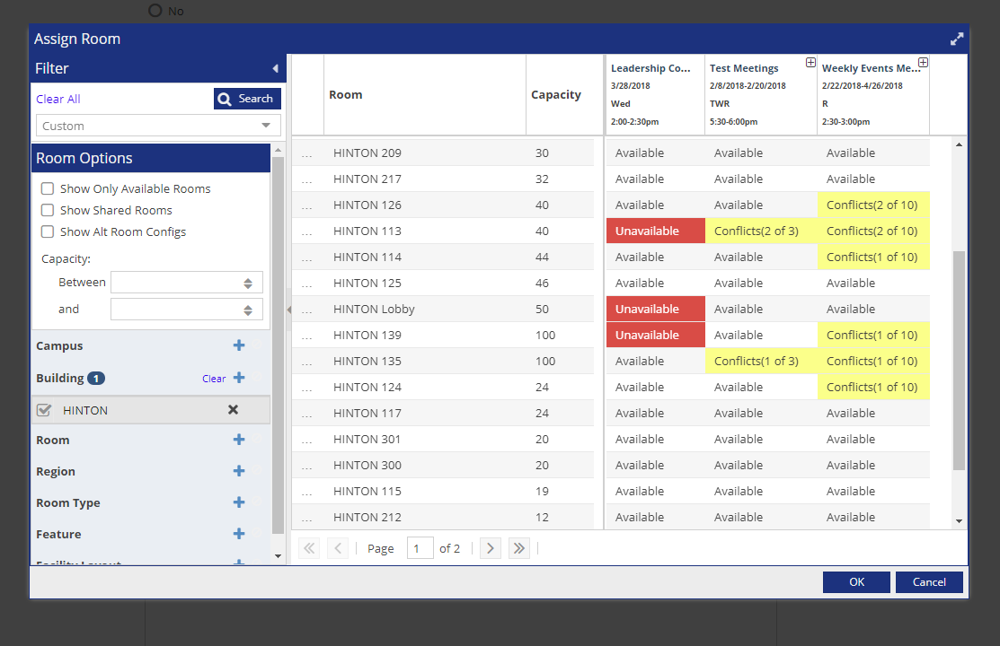 No
Assign Room
Filter
Clear All
Search
Custom
Room Options
Show Only Available Rooms
Show Shared Rooms
Show Alt Room Configs
Capacity:
Between
and
Campus
Building 1 Clear
HINTON
Room
Region
Room Type
Feature
Facility Layout
Room Capacity
Leadership Co... Test Meetings Weekly Events Me...
3/28/2018 2/8/2018-2/20/2018 2/22/2018-4/26/2018
Wed TWR R
2:00-2:30pm 5:30-6:00pm 2:30-3:00pm
... HINTON 209 30 Available Available Available
... HINTON 217 32 Available Available Available
... HINTON 126 40 Available Available Conflicts(2 of 10)
... HINTON 113 40 Unavailable Conflicts(2 of 3) Conflicts(2 of 10)
... HINTON 114 44 Available Available Conflicts(1 of 10)
... HINTON 125 46 Available Available Available
... HINTON Lobby 50 Unavailable Available Available
... HINTON 139 100 Unavailable Available Conflicts(1 of 10)
... HINTON 135 100 Available Conflicts(1 of 3) Conflicts(1 of 10)
... HINTON 124 24 Available Available Conflicts(1 of 10)
... HINTON 117 24 Available Available Available
... HINTON 301 20 Available Available Available
... HINTON 300 20 Available Available Available
... HINTON 115 19 Available Available Available
... HINTON 212 12 Available Available Available
Page 1 of 2
OK Cancel